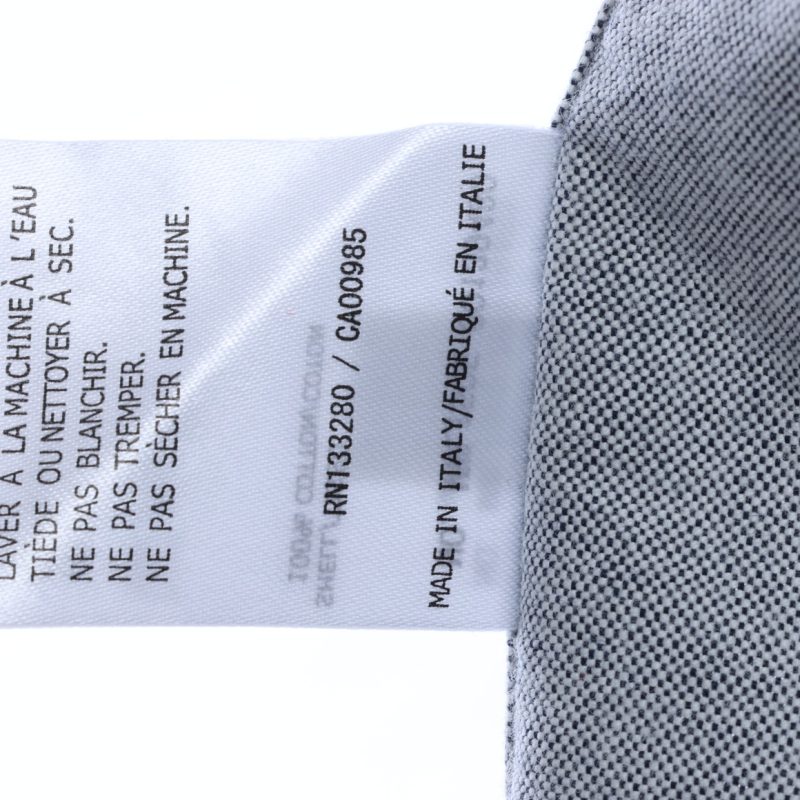 LAVER À LA MACHINE À L'EAU
TIÈDE OU NETTOYER À SEC.
NE PAS BLANCHIR.
NE PAS TREMPER.
NE PAS SÈCHER EN MACHINE.
RN133280 / CA00985
MADE IN ITALY/FABRIQUÉ EN ITALIE